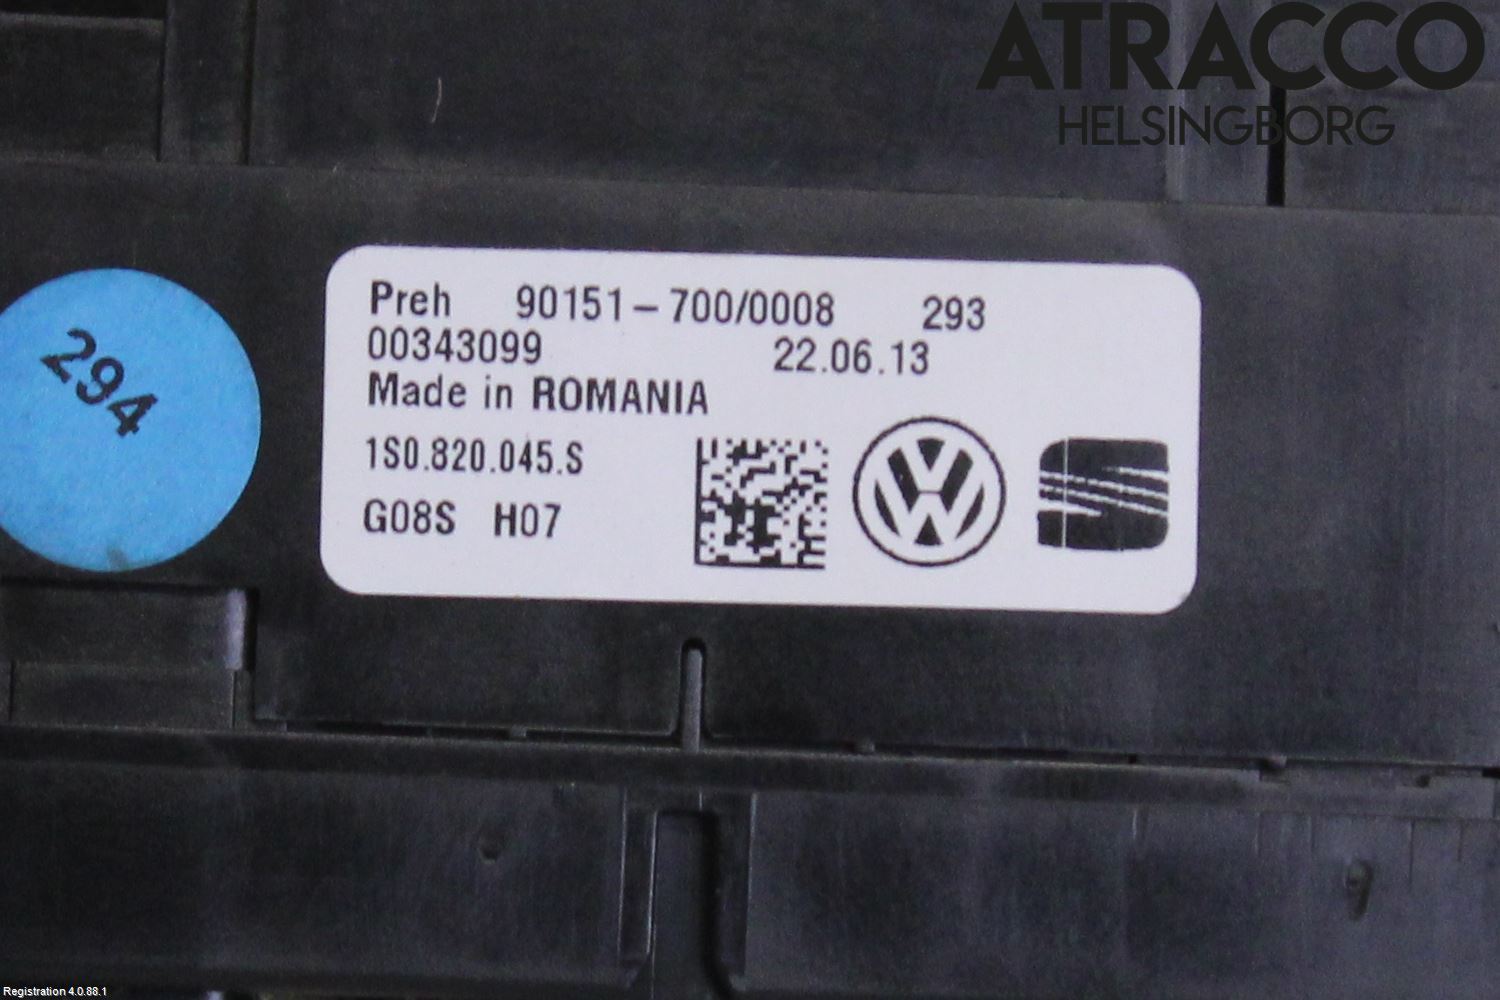 ATRACCO
HELSINGBORG
Preh 90151-700/0008 293
00343099 22.06.13
Made in ROMANIA
1S0.820.045.S
G08S H07
294
Registration 4.0.88.1